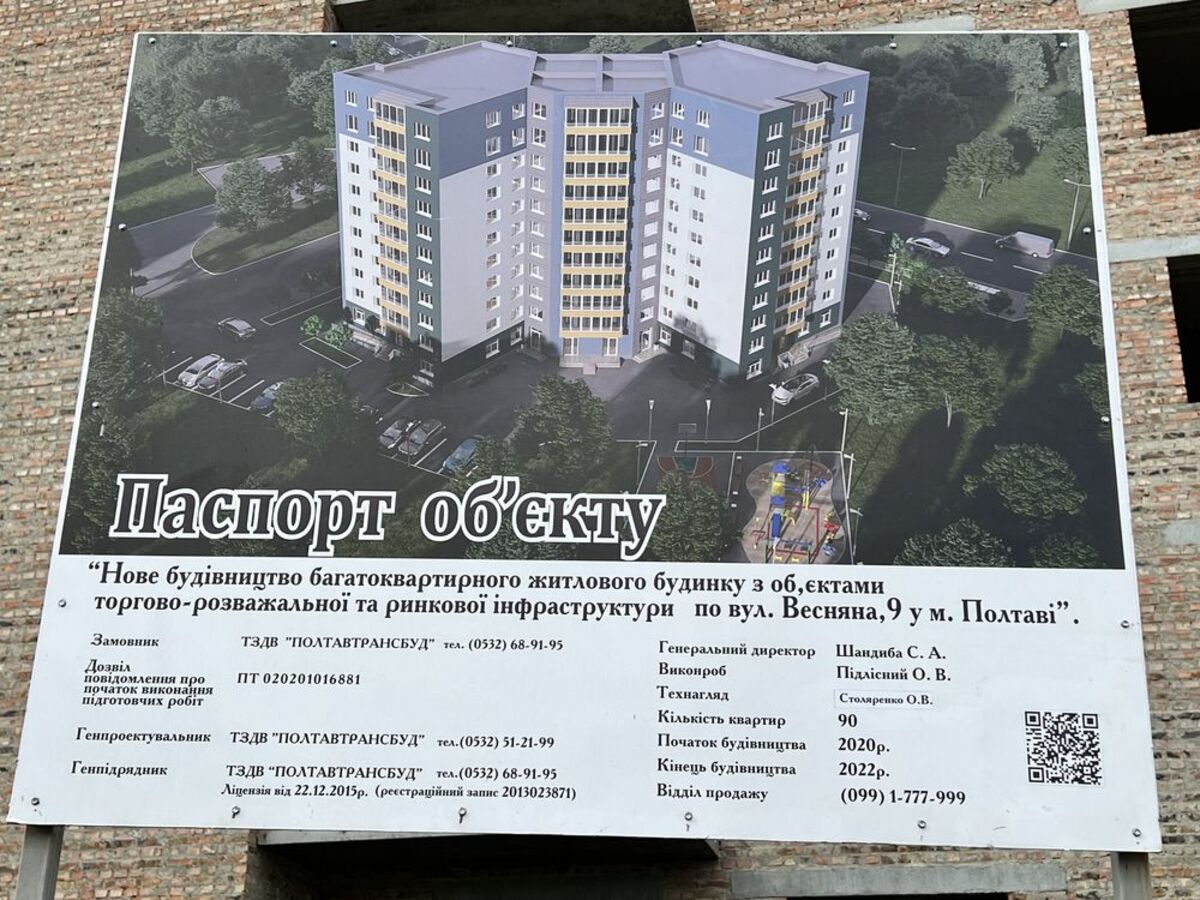 Паспорт об'єкту
"Нове будівництво багатоквартирного житлового будинку з об,єктами
торгово-розважальної та ринкової інфраструктури по вул. Весняна,9 у м. Полтаві".
Замовник ТЗДВ "ПОЛТАВТРАНСБУД" тел. (0532) 68-91-95
Дозвіл
повідомлення про
початок виконання
підготовчих робіт
ПТ 020201016881
Генпроектувальник ТЗДВ "ПОЛТАВТРАНСБУД" тел.(0532) 51-21-99
Генпідрядник ТЗДВ "ПОЛТАВТРАНСБУД" тел.(0532) 68-91-95
Ліцензія від 22.12.2015р. (реєстраційний запис 2013023871)
Генеральний директор Шандиба С. А.
Виконроб Підлісний О. В.
Технагляд Столяренко О.В.
Кількість квартир 90
Початок будівництва 2020р.
Кінець будівництва 2022р.
Відділ продажу (099) 1-777-999